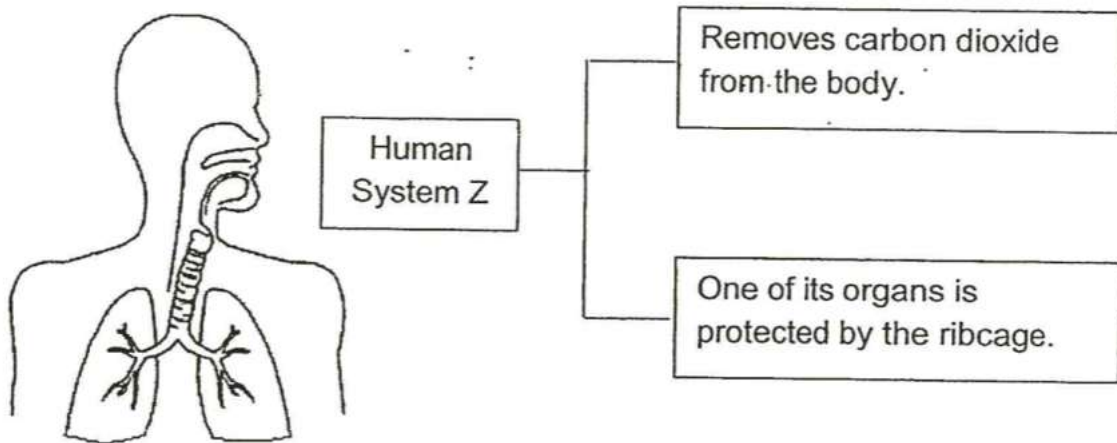 Human
System Z
Removes carbon dioxide
from the body.
One of its organs is
protected by the ribcage.